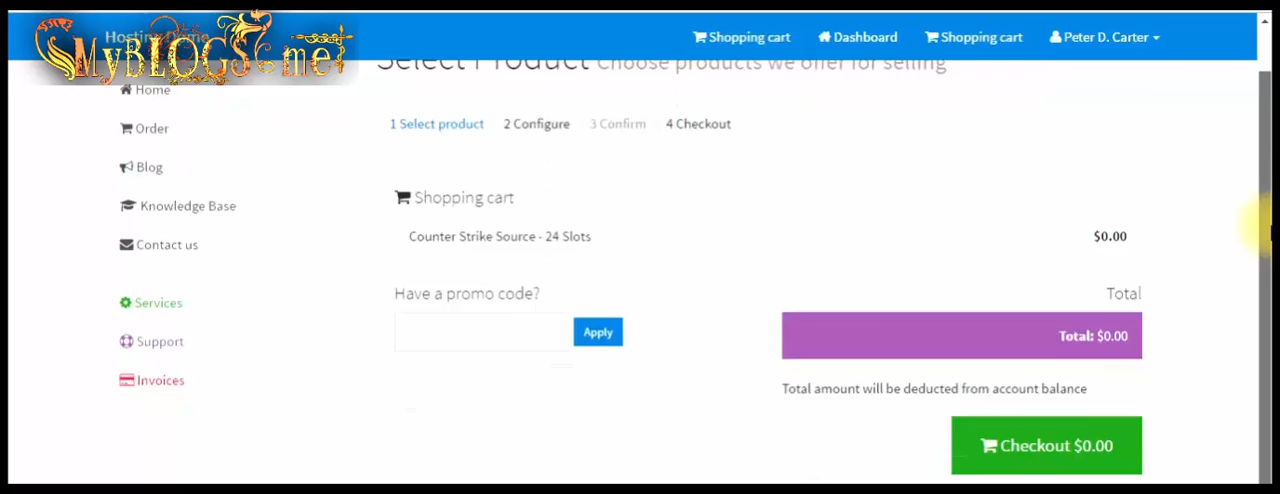 MyBLOGS.me
Shopping cart
Dashboard
Shopping cart
Peter D. Carter
Select Product Choose products we offer for selling
Home
Order
Blog
Knowledge Base
Contact us
Services
Support
Invoices
1 Select product 2 Configure 3 Confirm 4 Checkout
Shopping cart
Counter Strike Source - 24 Slots $0.00
Have a promo code?
Apply
Total
Total: $0.00
Total amount will be deducted from account balance
Checkout $0.00